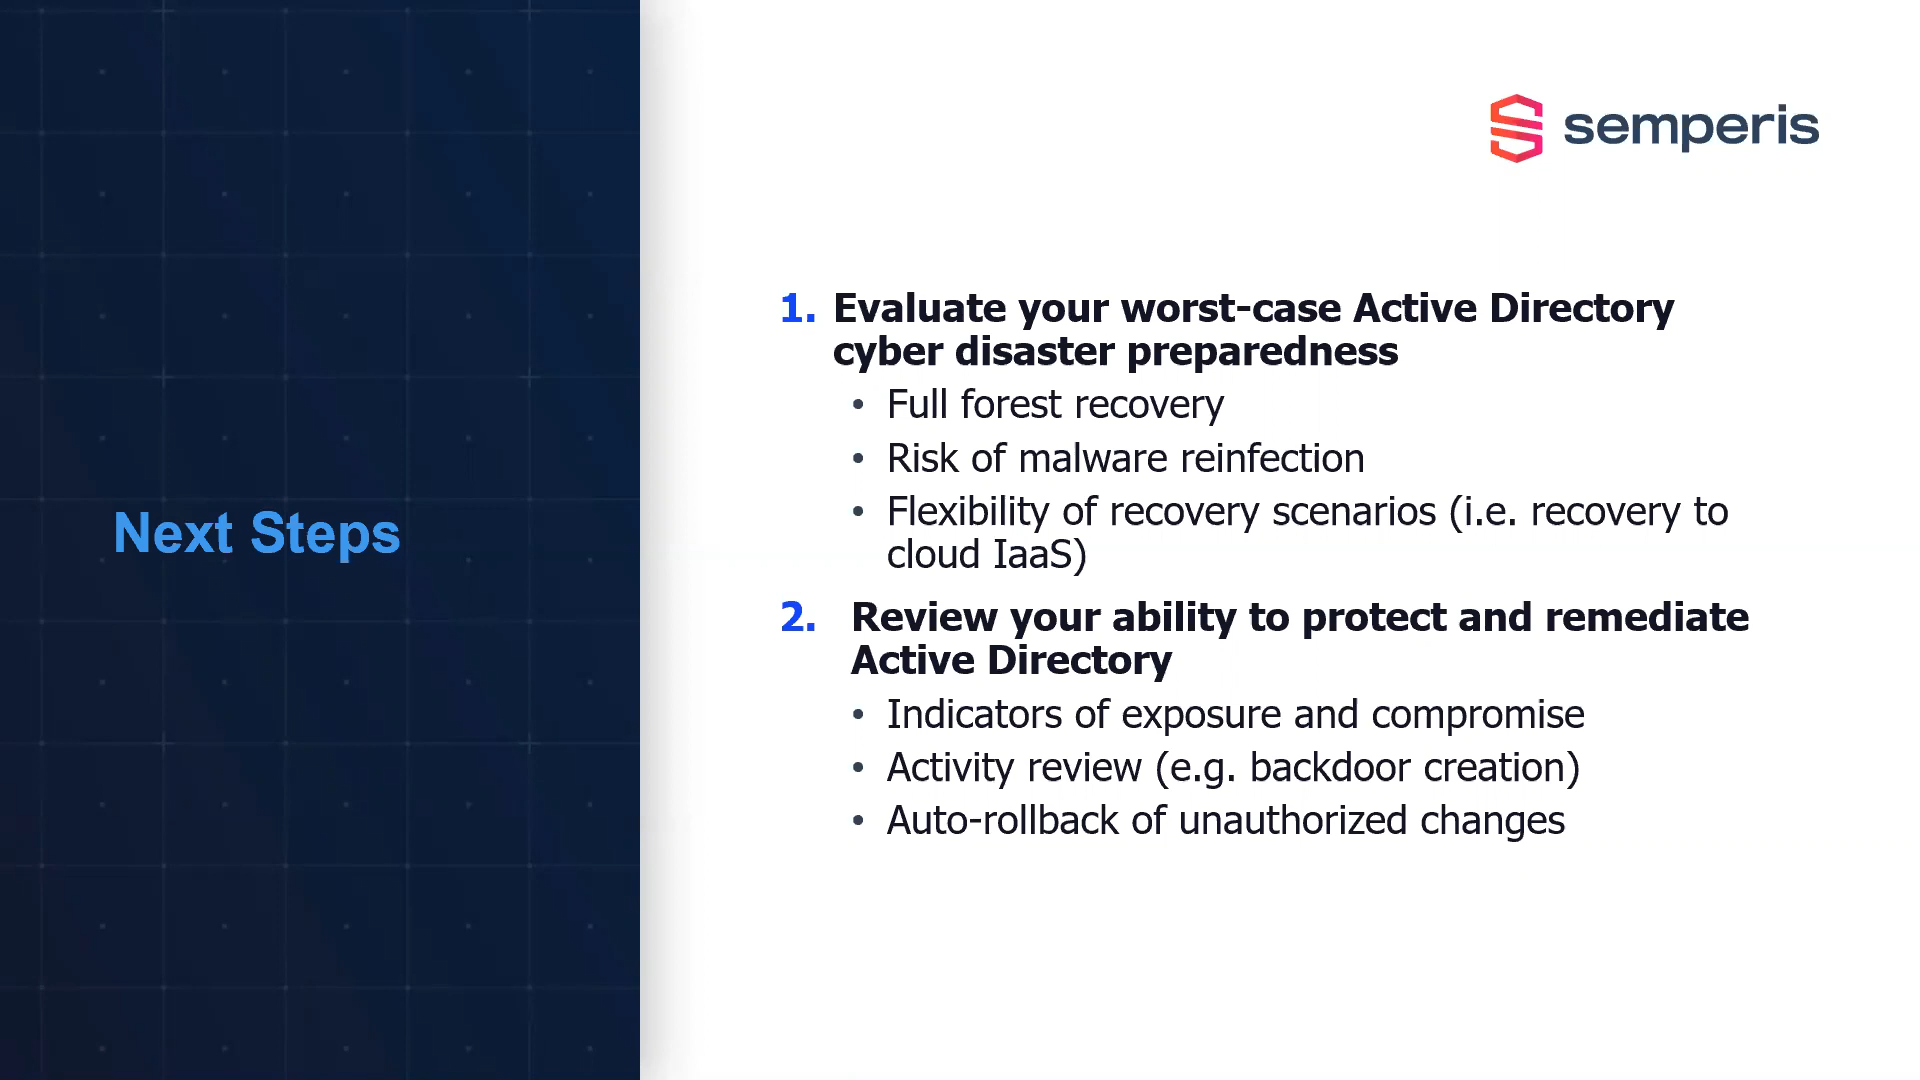 semperis
Next Steps
1. Evaluate your worst-case Active Directory
cyber disaster preparedness
• Full forest recovery
• Risk of malware reinfection
• Flexibility of recovery scenarios (i.e. recovery to
cloud IaaS)
2. Review your ability to protect and remediate
Active Directory
• Indicators of exposure and compromise
• Activity review (e.g. backdoor creation)
• Auto-rollback of unauthorized changes